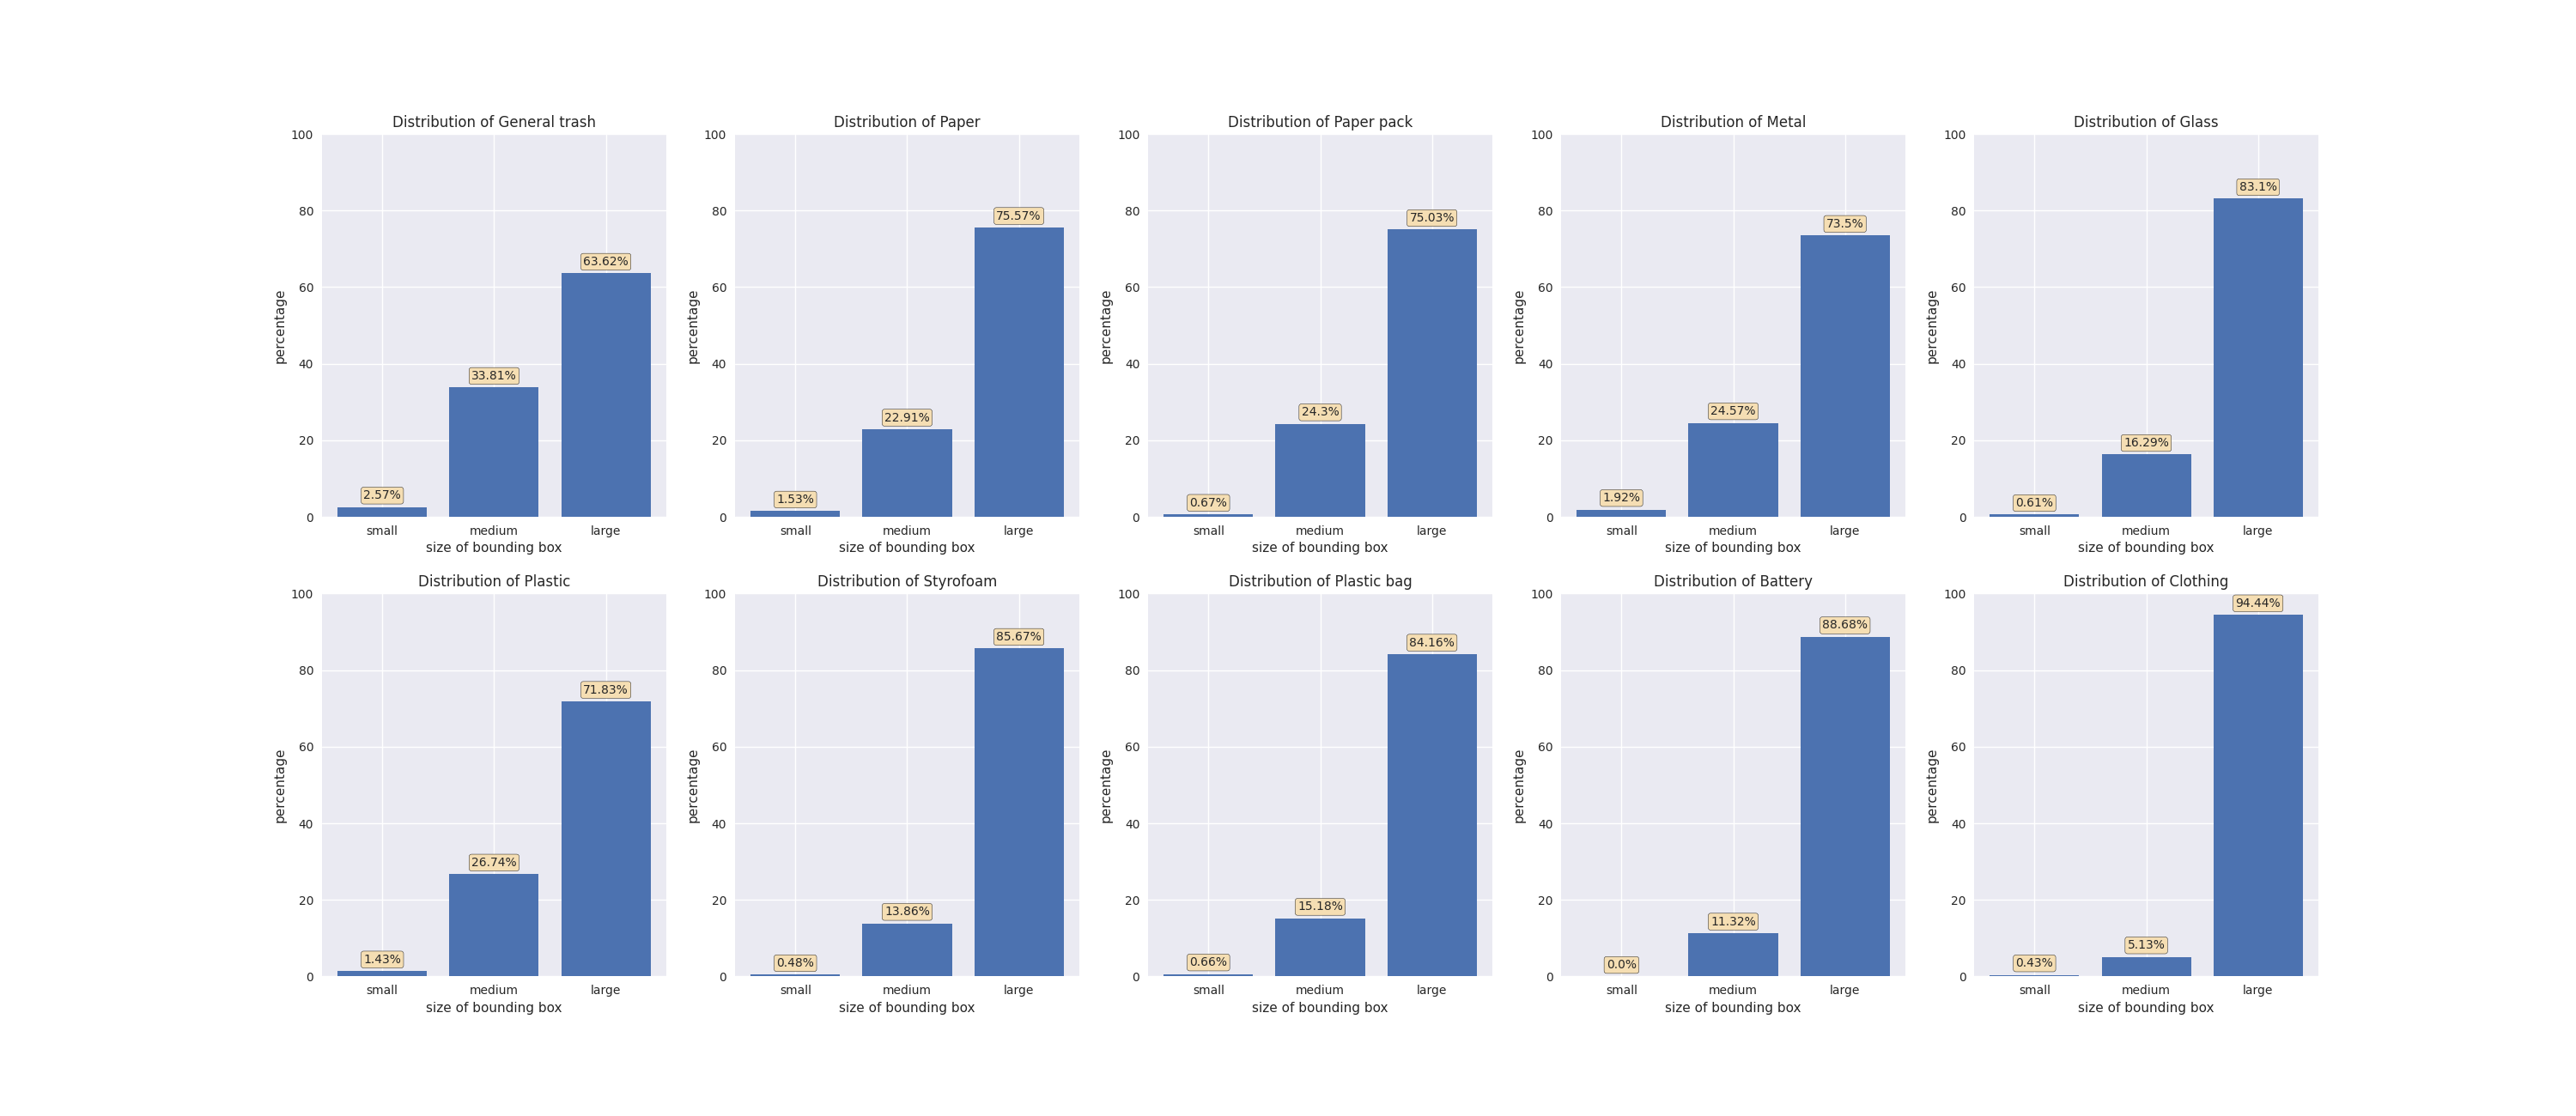 Distribution of General trash
100
80
60
40
20
0
percentage
2.57%
33.81%
63.62%
small medium large
size of bounding box
Distribution of Paper
100
80
60
40
20
0
percentage
1.53%
22.91%
75.57%
small medium large
size of bounding box
Distribution of Paper pack
100
80
60
40
20
0
percentage
0.67%
24.3%
75.03%
small medium large
size of bounding box
Distribution of Metal
100
80
60
40
20
0
percentage
1.92%
24.57%
73.5%
small medium large
size of bounding box
Distribution of Glass
100
80
60
40
20
0
percentage
0.61%
16.29%
83.1%
small medium large
size of bounding box
Distribution of Plastic
100
80
60
40
20
0
percentage
1.43%
26.74%
71.83%
small medium large
size of bounding box
Distribution of Styrofoam
100
80
60
40
20
0
percentage
0.48%
13.86%
85.67%
small medium large
size of bounding box
Distribution of Plastic bag
100
80
60
40
20
0
percentage
0.66%
15.18%
84.16%
small medium large
size of bounding box
Distribution of Battery
100
80
60
40
20
0
percentage
0.0%
11.32%
88.68%
small medium large
size of bounding box
Distribution of Clothing
100
80
60
40
20
0
percentage
0.43%
5.13%
94.44%
small medium large
size of bounding box